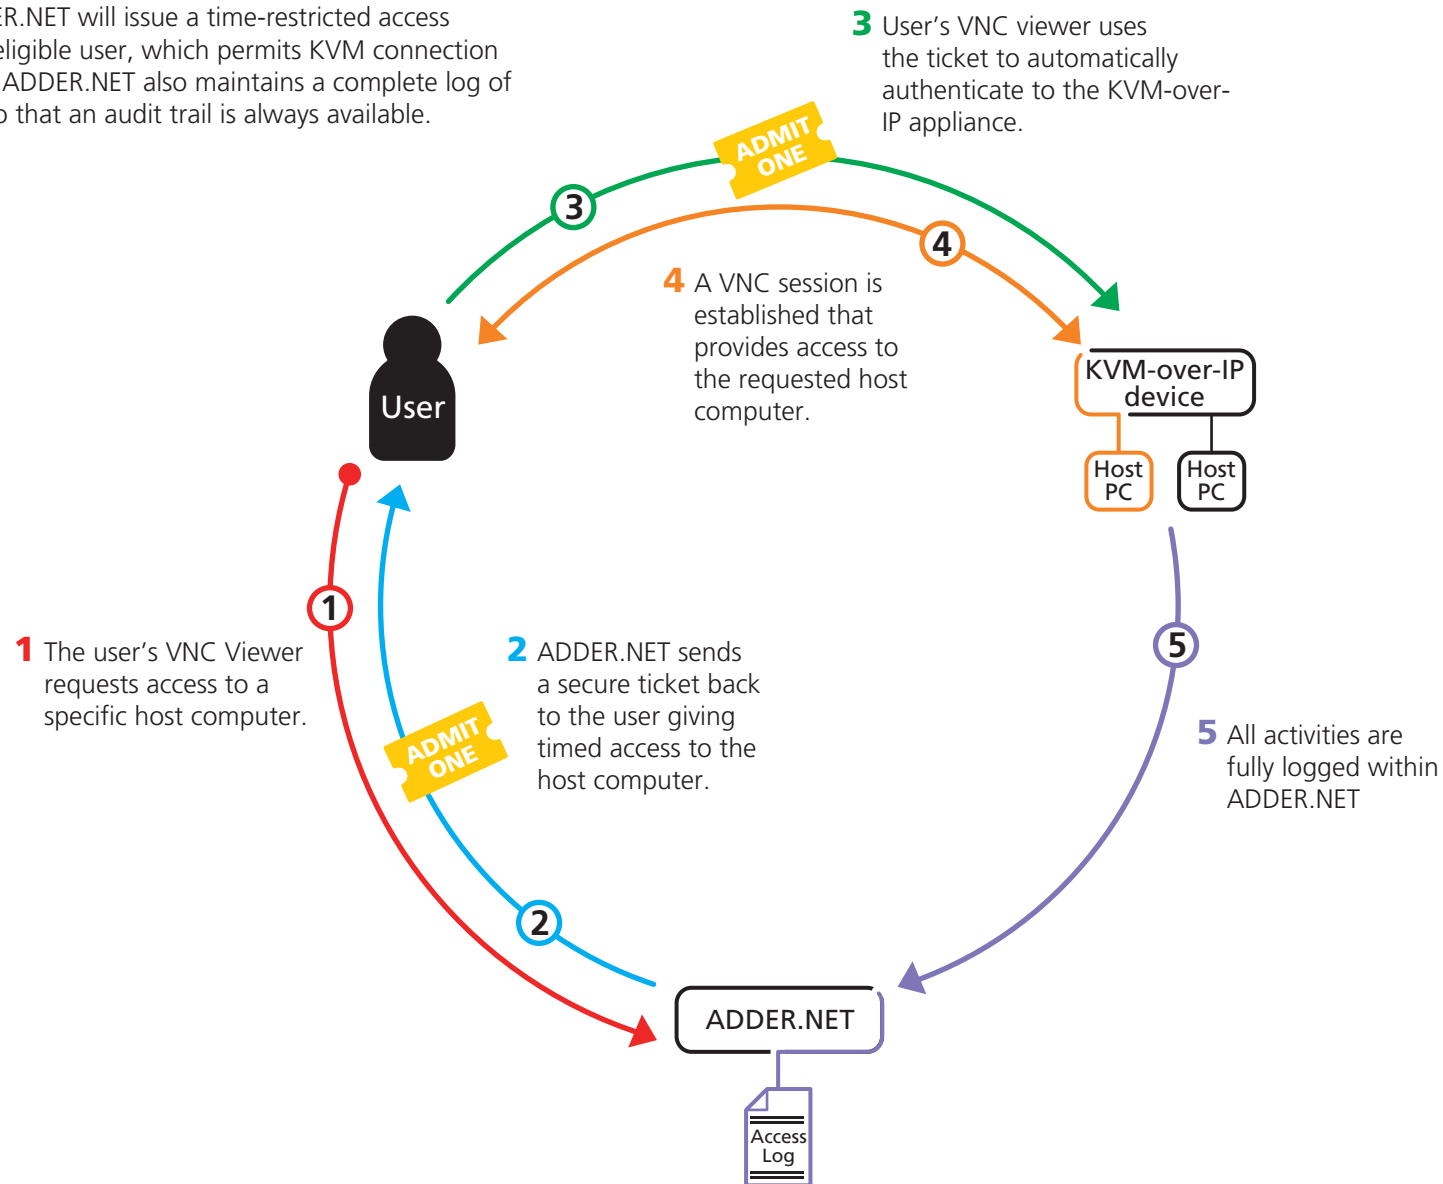 ER.NET will issue a time-restricted access
eligible user, which permits KVM connection
ADDER.NET also maintains a complete log of
o that an audit trail is always available.
3 User's VNC viewer uses
the ticket to automatically
authenticate to the KVM-over-
IP appliance.
ADMIT
ONE
3
4
4 A VNC session is
established that
provides access to
the requested host
computer.
User
KVM-over-IP
device
Host
PC
Host
PC
1
1 The user's VNC Viewer
requests access to a
specific host computer.
2 ADDER.NET sends
a secure ticket back
to the user giving
timed access to the
host computer.
ADMIT
ONE
5
5 All activities are
fully logged within
ADDER.NET
2
ADDER.NET
Access
Log